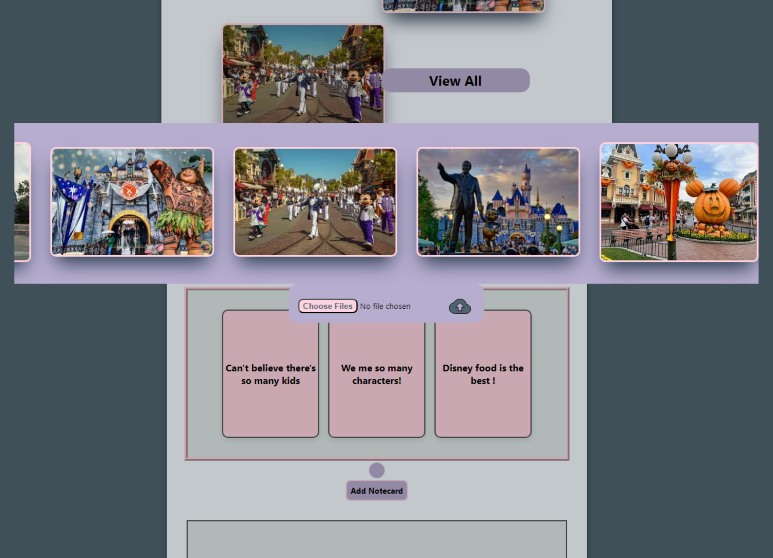 View All
Choose Files No file chosen
Can't believe there's
so many kids
We me so many
characters!
Disney food is the
best !
Add Notecard